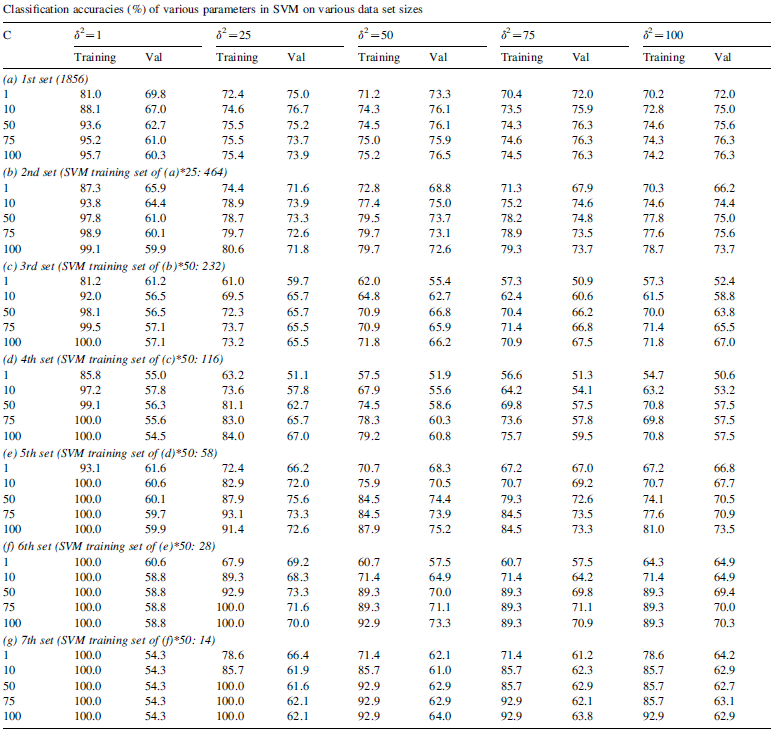 Classification accuracies (%) of various parameters in SVM on various data set sizes
C δ²=1 δ²=25 δ²=50 δ²=75 δ²=100
Training Val Training Val Training Val Training Val Training Val
(a) 1st set (1856)
1 81.0 69.8 72.4 75.0 71.2 73.3 70.4 72.0 70.2 72.0
10 88.1 67.0 74.6 76.7 74.3 76.1 73.5 75.9 72.8 75.0
50 93.6 62.7 75.5 75.2 74.5 76.1 74.3 76.3 74.6 75.6
75 95.2 61.0 75.5 73.7 75.0 75.9 74.6 76.3 74.3 76.3
100 95.7 60.3 75.4 73.9 75.2 76.5 74.5 76.3 74.2 76.3
(b) 2nd set (SVM training set of (a)*25: 464)
1 87.3 65.9 74.4 71.6 72.8 68.8 71.3 67.9 70.3 66.2
10 93.8 64.4 78.9 73.9 77.4 75.0 75.2 74.6 74.6 74.4
50 97.8 61.0 78.7 73.3 79.5 73.7 78.2 74.8 77.8 75.0
75 98.9 60.1 79.7 72.6 79.7 73.1 78.9 73.5 77.6 75.6
100 99.1 59.9 80.6 71.8 79.7 72.6 79.3 73.7 78.7 73.7
(c) 3rd set (SVM training set of (b)*50: 232)
1 81.2 61.2 61.0 59.7 62.0 55.4 57.3 50.9 57.3 52.4
10 92.0 56.5 69.5 65.7 64.8 62.7 62.4 60.6 61.5 58.8
50 98.1 56.5 72.3 65.7 70.9 66.8 70.4 66.2 70.0 63.8
75 99.5 57.1 73.7 65.5 70.9 65.9 71.4 66.8 71.4 65.5
100 100.0 57.1 73.2 65.5 71.8 66.2 70.9 67.5 71.8 67.0
(d) 4th set (SVM training set of (c)*50: 116)
1 85.8 55.0 63.2 51.1 57.5 51.9 56.6 51.3 54.7 50.6
10 97.2 57.8 73.6 57.8 67.9 55.6 64.2 54.1 63.2 53.2
50 99.1 56.3 81.1 62.7 74.5 58.6 69.8 57.5 70.8 57.5
75 100.0 55.6 83.0 65.7 78.3 60.3 73.6 57.8 69.8 57.5
100 100.0 54.5 84.0 67.0 79.2 60.8 75.7 59.5 70.8 57.5
(e) 5th set (SVM training set of (d)*50: 58)
1 93.1 61.6 72.4 66.2 70.7 68.3 67.2 67.0 67.2 66.8
10 100.0 60.6 82.9 72.0 75.9 70.5 70.7 69.2 70.7 67.7
50 100.0 60.1 87.9 75.6 84.5 74.4 79.3 72.6 74.1 70.5
75 100.0 59.7 93.1 73.3 84.5 73.9 84.5 73.5 77.6 70.9
100 100.0 59.9 91.4 72.6 87.9 75.2 84.5 73.3 81.0 73.5
(f) 6th set (SVM training set of (e)*50: 28)
1 100.0 60.6 67.9 69.2 60.7 57.5 60.7 57.5 64.3 64.9
10 100.0 58.8 89.3 68.3 71.4 64.9 71.4 64.2 71.4 64.9
50 100.0 58.8 92.9 73.3 89.3 70.0 89.3 69.8 89.3 69.4
75 100.0 58.8 100.0 71.6 89.3 71.1 89.3 71.1 89.3 70.0
100 100.0 58.8 100.0 70.0 92.9 73.3 89.3 70.9 89.3 70.3
(g) 7th set (SVM training set of (f)*50: 14)
1 100.0 54.3 78.6 66.4 71.4 62.1 71.4 61.2 78.6 64.2
10 100.0 54.3 85.7 61.9 85.7 61.0 85.7 62.3 85.7 62.9
50 100.0 54.3 100.0 61.6 92.9 62.9 85.7 62.9 85.7 62.7
75 100.0 54.3 100.0 62.1 92.9 62.9 92.9 62.1 85.7 63.1
100 100.0 54.3 100.0 62.1 92.9 64.0 92.9 63.8 92.9 62.9